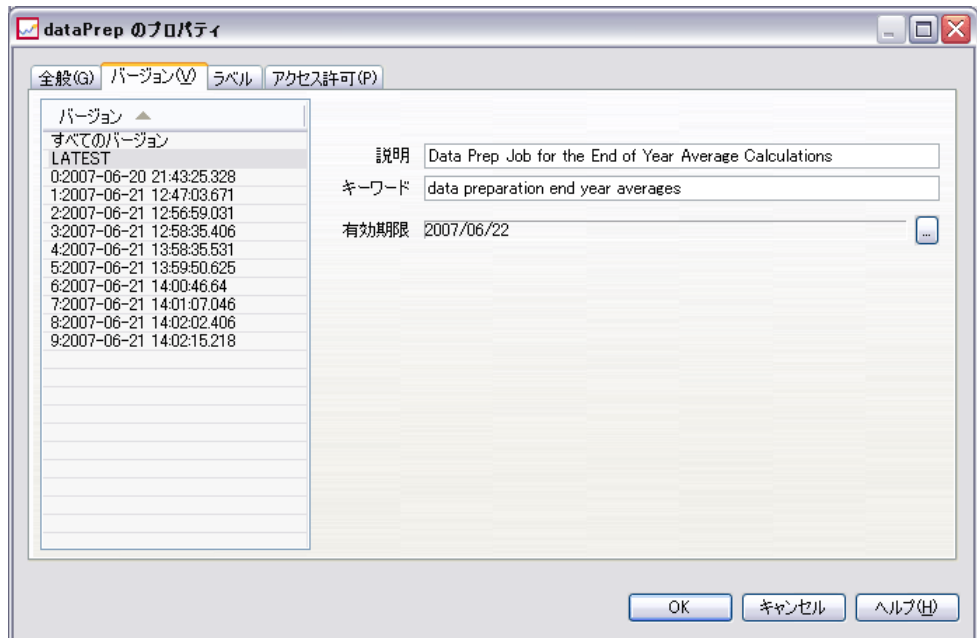 dataPrep のプロパティ
全般(G) バージョン(V) ラベル アクセス許可(P)
バージョン
すべてのバージョン
LATEST
0:2007-06-20 21:43:25.328
1:2007-06-21 12:47:03.671
2:2007-06-21 12:56:59.031
3:2007-06-21 12:58:35.406
4:2007-06-21 13:58:35.531
5:2007-06-21 13:59:50.625
6:2007-06-21 14:00:46.64
7:2007-06-21 14:01:07.046
8:2007-06-21 14:02:02.406
9:2007-06-21 14:02:15.218
説明 Data Prep Job for the End of Year Average Calculations
キーワード data preparation end year averages
有効期限 2007/06/22 ...
OK キャンセル ヘルプ(H)